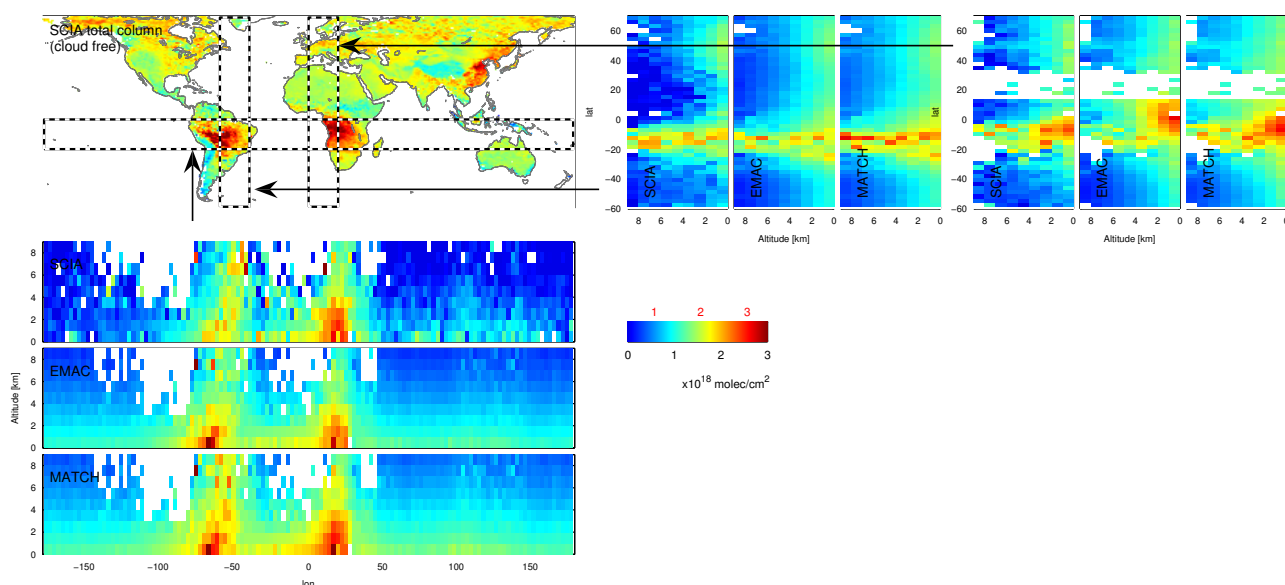 SCIA total column
(cloud free)
60
40
20
0
−20
−40
−60
lat
SCIA
EMAC
MATCH
8 6 4 2 0
8 6 4 2 0
8 6 4 2 0
Altitude [km]
60
40
20
0
−20
−40
−60
lat
SCIA
EMAC
MATCH
8 6 4 2 0
8 6 4 2 0
8 6 4 2 0
Altitude [km]
SCIA
8
6
4
2
0
EMAC
8
6
4
2
0
MATCH
8
6
4
2
0
Altitude [km]
−150 −100 −50 0 50 100 150
lon
1 2 3
0 1 2 3
x10^18 molec/cm^2